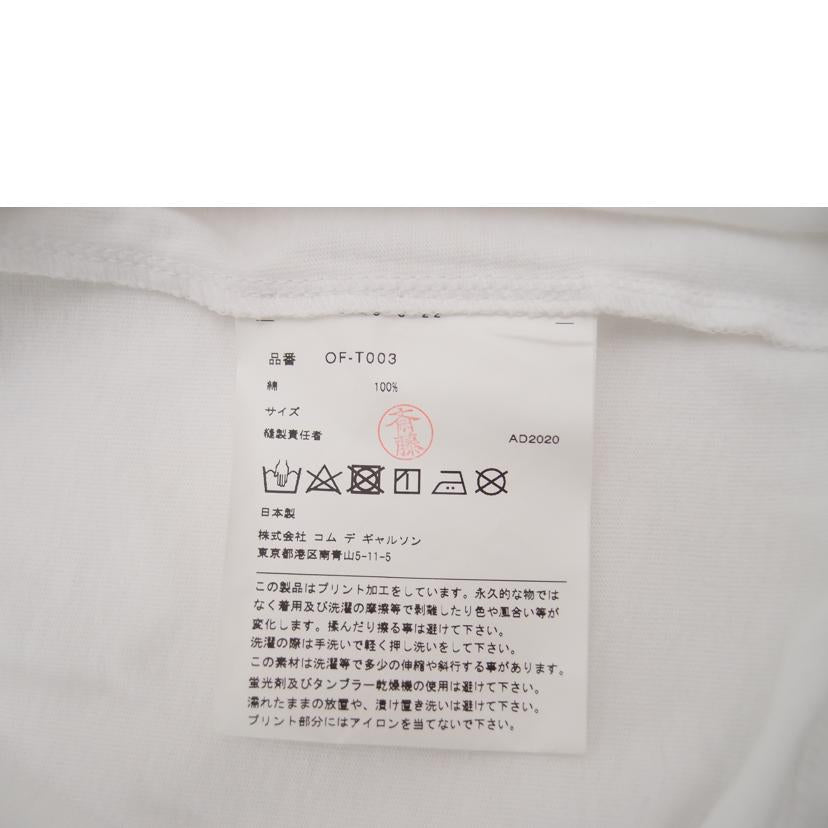 品番 OF-T003
綿 100%
サイズ
縫製責任者 斉藤 AD2020
日本製
株式会社 コム デ ギャルソン
東京都港区南青山5-11-5
この製品はプリント加工をしています。永久的な物では
なく着用及び洗濯の摩擦等で剥離したり色や風合い等が
変化します。揉んだり擦る事は避けて下さい。
洗濯の際は手洗いで軽く押し洗いをして下さい。
この素材は洗濯等で多少の伸縮や斜行する事があります。
蛍光剤及びタンブラー乾燥機の使用は避けて下さい。
濡れたままの放置や、漬け置き洗いは避けて下さい。
プリント部分にはアイロンを当てないで下さい。